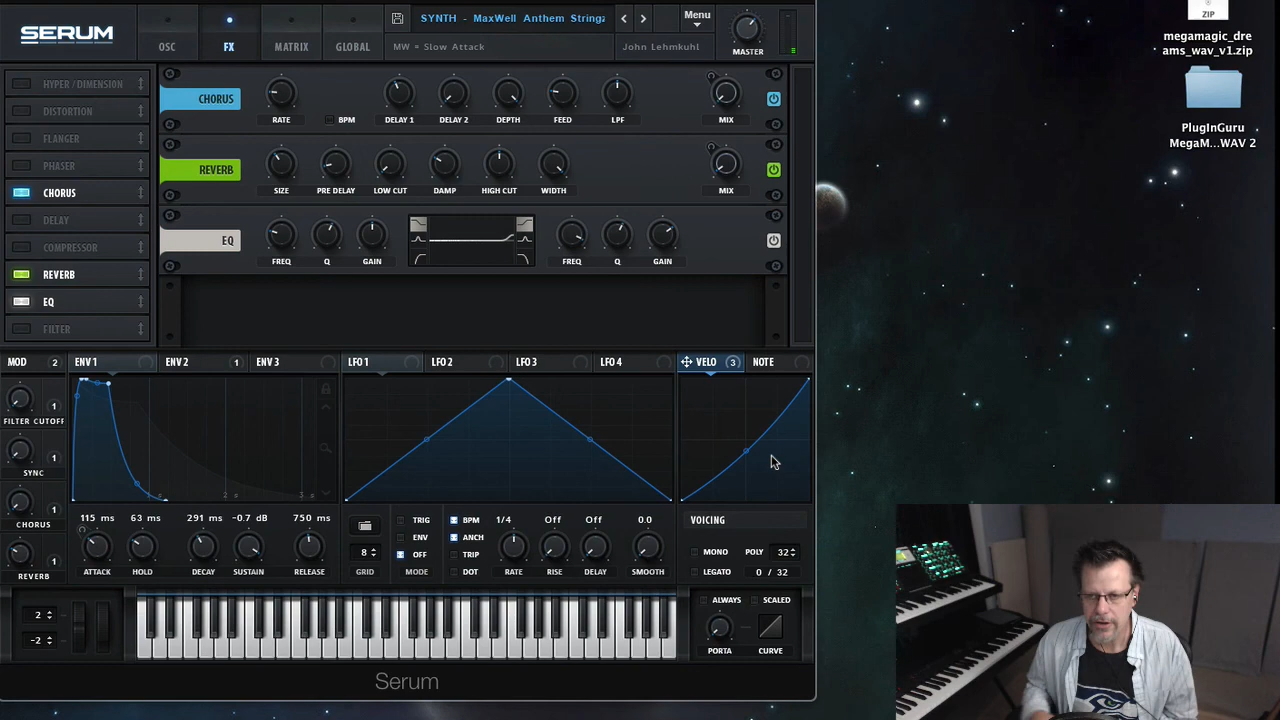 SERUM
OSC
FX
MATRIX
GLOBAL
SYNTH - MaxWell Anthem Stringz
MW = Slow Attack
John Lehmkuhl
Menu
MASTER
HYPER / DIMENSION
DISTORTION
FLANGER
PHASER
CHORUS
DELAY
COMPRESSOR
REVERB
EQ
FILTER
CHORUS
RATE
BPM
DELAY 1
DELAY 2
DEPTH
FEED
LPF
MIX
REVERB
SIZE
PRE DELAY
LOW CUT
DAMP
HIGH CUT
WIDTH
MIX
EQ
FREQ
Q
GAIN
FREQ
Q
GAIN
MOD
2
ENV 1
ENV 2
1
ENV 3
LFO 1
LFO 2
LFO 3
LFO 4
VELO
3
NOTE
FILTER CUTOFF
1
SYNC
1
CHORUS
1
REVERB
1
1 s
2 s
3 s
115 ms
63 ms
291 ms
-0.7 dB
750 ms
ATTACK
HOLD
DECAY
SUSTAIN
RELEASE
8
GRID
TRIG
ENV
OFF
MODE
BPM
ANCH
TRIP
DOT
1/4
Off
Off
0.0
RATE
RISE
DELAY
SMOOTH
VOICING
MONO
POLY
32
LEGATO
0 / 32
ALWAYS
SCALED
PORTA
CURVE
2
-2
Serum
ZIP
megamagic_dre
ams_wav_v1.zip
PlugInGuru
MegaM...WAV 2